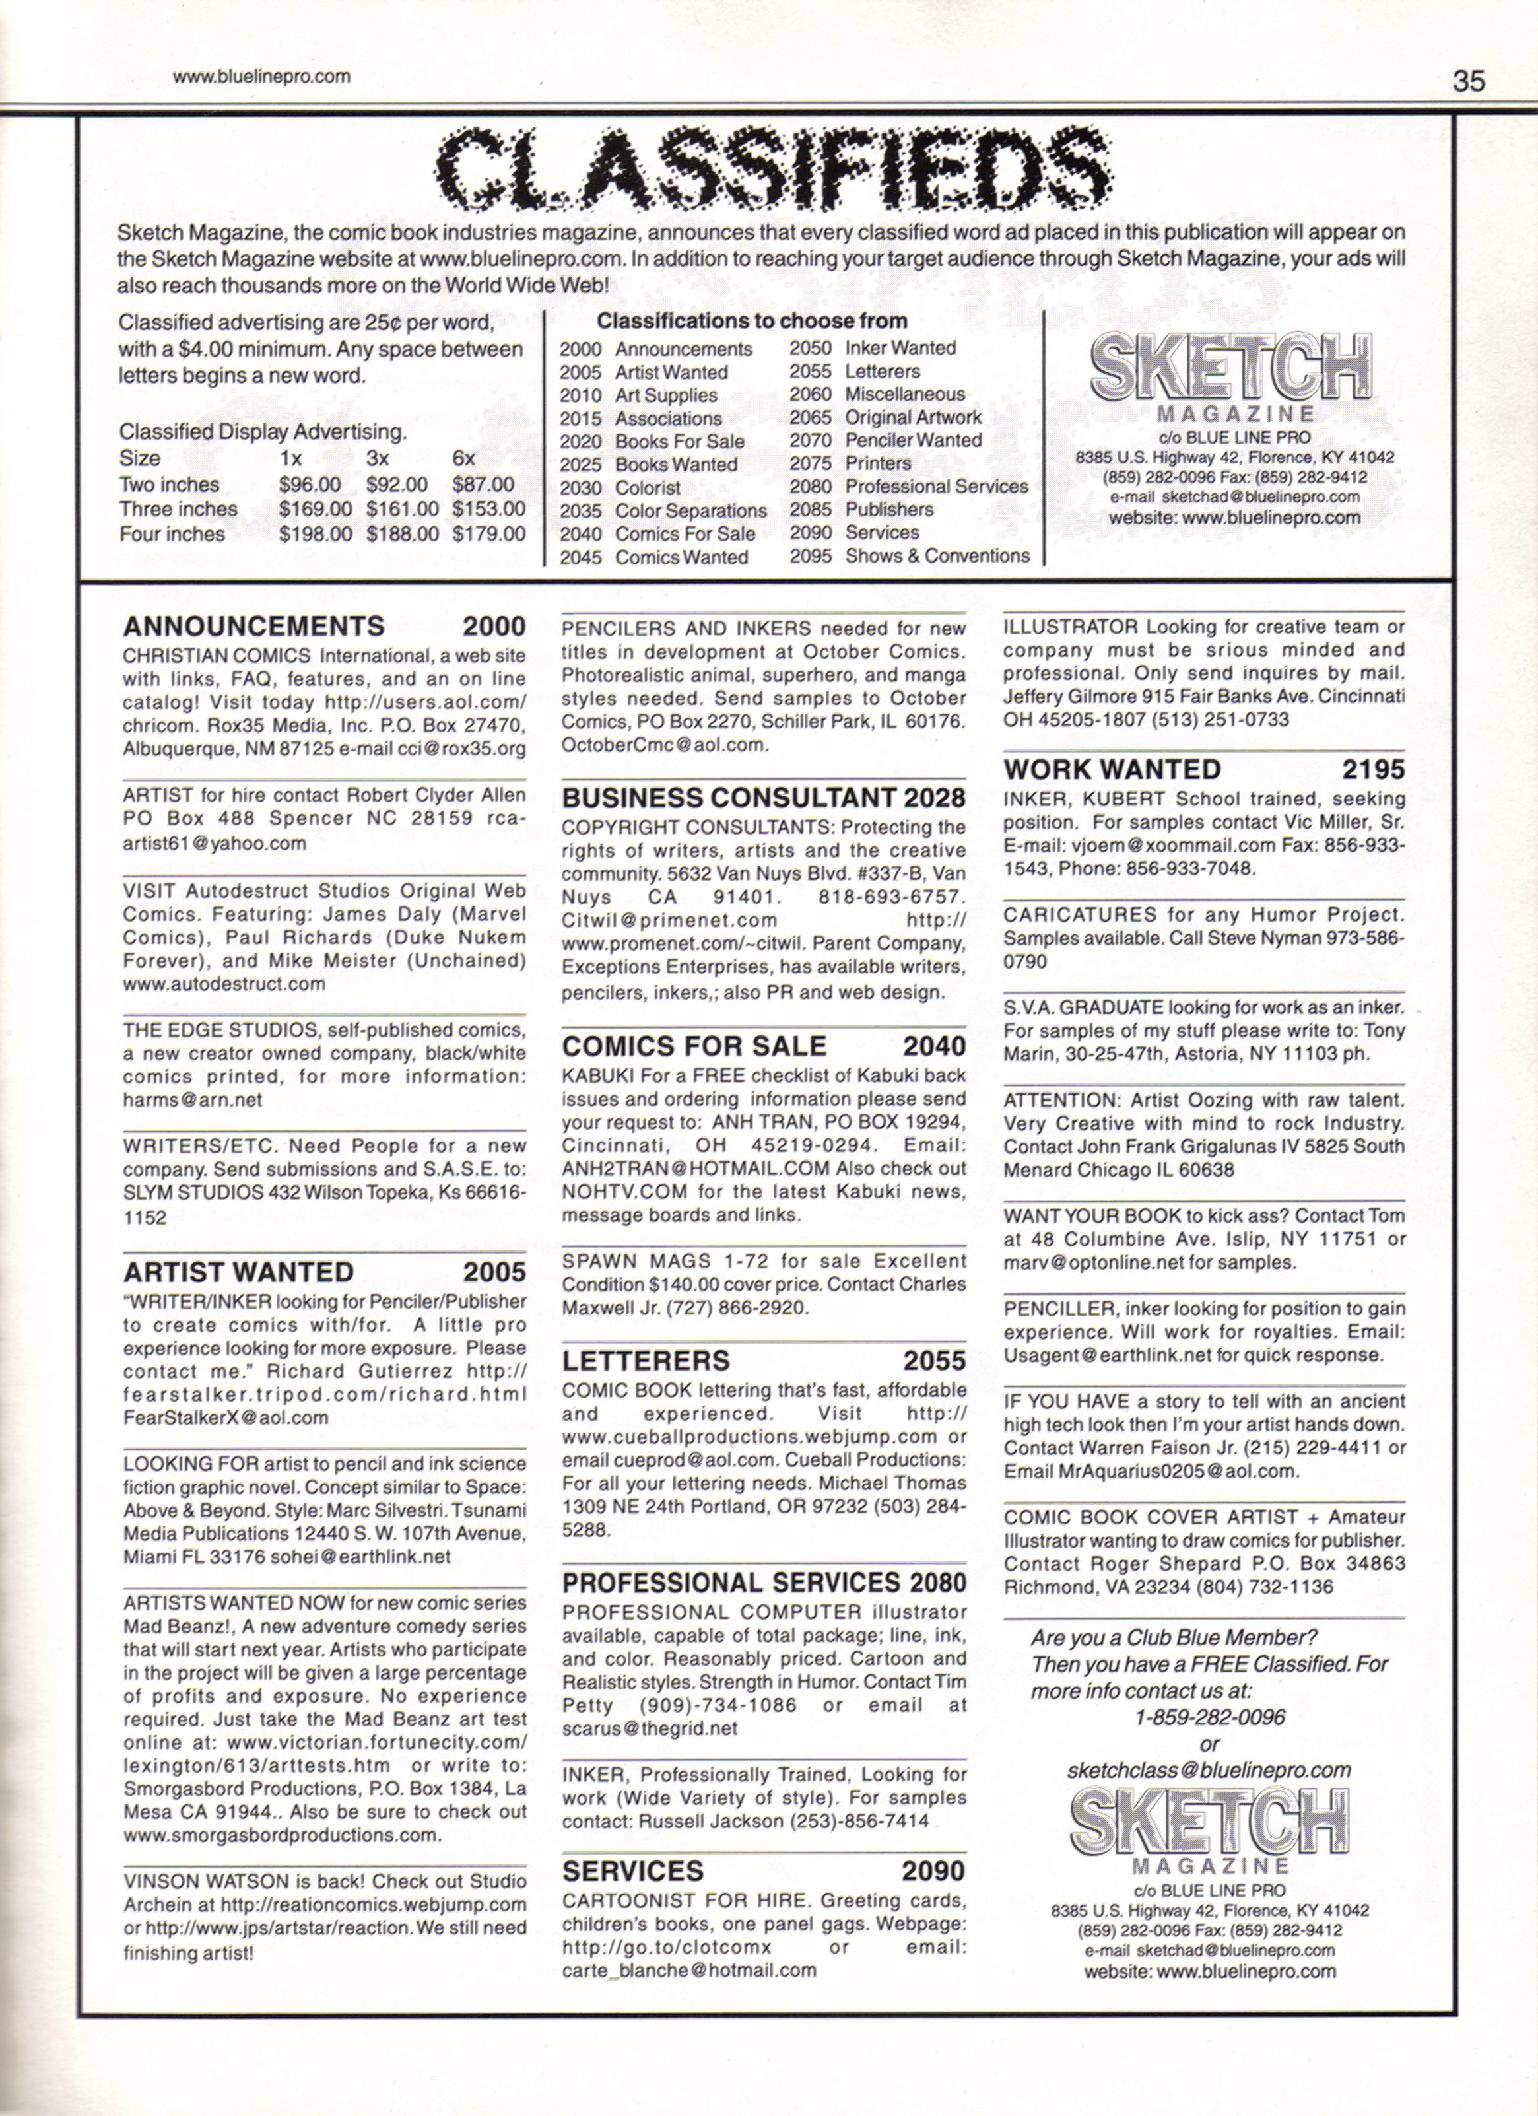 www.bluelinepro.com
35
CLASSIFIEDS
Sketch Magazine, the comic book industries magazine, announces that every classified word ad placed in this publication will appear on
the Sketch Magazine website at www.bluelinepro.com. In addition to reaching your target audience through Sketch Magazine, your ads will
also reach thousands more on the World Wide Web!
Classified advertising are 25¢ per word,
with a $4.00 minimum. Any space between
letters begins a new word.
Classified Display Advertising.
Size 1x 3x 6x
Two inches $96.00 $92.00 $87.00
Three inches $169.00 $161.00 $153.00
Four inches $198.00 $188.00 $179.00
Classifications to choose from
2000 Announcements
2005 Artist Wanted
2010 Art Supplies
2015 Associations
2020 Books For Sale
2025 Books Wanted
2030 Colorist
2035 Color Separations
2040 Comics For Sale
2045 Comics Wanted
2050 Inker Wanted
2055 Letterers
2060 Miscellaneous
2065 Original Artwork
2070 Penciler Wanted
2075 Printers
2080 Professional Services
2085 Publishers
2090 Services
2095 Shows & Conventions
SKETCH
MAGAZINE
c/o BLUE LINE PRO
8385 U.S. Highway 42, Florence, KY 41042
(859) 282-0096 Fax: (859) 282-9412
e-mail sketchad@bluelinepro.com
website: www.bluelinepro.com
ANNOUNCEMENTS 2000
CHRISTIAN COMICS International, a web site
with links, FAQ, features, and an on line
catalog! Visit today http://users.aol.com/
chricom. Rox35 Media, Inc. P.O. Box 27470,
Albuquerque, NM 87125 e-mail cci@rox35.org
ARTIST for hire contact Robert Clyder Allen
PO Box 488 Spencer NC 28159 rca-
artist61@yahoo.com
VISIT Autodestruct Studios Original Web
Comics. Featuring: James Daly (Marvel
Comics), Paul Richards (Duke Nukem
Forever), and Mike Meister (Unchained)
www.autodestruct.com
THE EDGE STUDIOS, self-published comics,
a new creator owned company, black/white
comics printed, for more information:
harms@arn.net
WRITERS/ETC. Need People for a new
company. Send submissions and S.A.S.E. to:
SLYM STUDIOS 432 Wilson Topeka, Ks 66616-
1152
ARTIST WANTED 2005
"WRITER/INKER looking for Penciler/Publisher
to create comics with/for. A little pro
experience looking for more exposure. Please
contact me." Richard Gutierrez http://
fearstalker.tripod.com/richard.html
FearStalkerX@aol.com
LOOKING FOR artist to pencil and ink science
fiction graphic novel. Concept similar to Space:
Above & Beyond. Style: Marc Silvestri. Tsunami
Media Publications 12440 S. W. 107th Avenue,
Miami FL 33176 sohei@earthlink.net
ARTISTS WANTED NOW for new comic series
Mad Beanz!, A new adventure comedy series
that will start next year. Artists who participate
in the project will be given a large percentage
of profits and exposure. No experience
required. Just take the Mad Beanz art test
online at: www.victorian.fortunecity.com/
lexington/613/arttests.htm or write to:
Smorgasbord Productions, P.O. Box 1384, La
Mesa CA 91944.. Also be sure to check out
www.smorgasbordproductions.com.
VINSON WATSON is back! Check out Studio
Archein at http://reationcomics.webjump.com
or http://www.jps/artstar/reaction. We still need
finishing artist!
PENCILERS AND INKERS needed for new
titles in development at October Comics.
Photorealistic animal, superhero, and manga
styles needed. Send samples to October
Comics, PO Box 2270, Schiller Park, IL 60176.
OctoberCmc@aol.com.
BUSINESS CONSULTANT 2028
COPYRIGHT CONSULTANTS: Protecting the
rights of writers, artists and the creative
community. 5632 Van Nuys Blvd. #337-B, Van
Nuys CA 91401. 818-693-6757.
Citwil@primenet.com http://
www.promenet.com/~citwil. Parent Company,
Exceptions Enterprises, has available writers,
pencilers, inkers,; also PR and web design.
COMICS FOR SALE 2040
KABUKI For a FREE checklist of Kabuki back
issues and ordering information please send
your request to: ANH TRAN, PO BOX 19294,
Cincinnati, OH 45219-0294. Email:
ANH2TRAN@HOTMAIL.COM Also check out
NOHTV.COM for the latest Kabuki news,
message boards and links.
SPAWN MAGS 1-72 for sale Excellent
Condition $140.00 cover price. Contact Charles
Maxwell Jr. (727) 866-2920.
LETTERERS 2055
COMIC BOOK lettering that's fast, affordable
and experienced. Visit http://
www.cueballproductions.webjump.com or
email cueprod@aol.com. Cueball Productions:
For all your lettering needs. Michael Thomas
1309 NE 24th Portland, OR 97232 (503) 284-
5288.
PROFESSIONAL SERVICES 2080
PROFESSIONAL COMPUTER illustrator
available, capable of total package; line, ink,
and color. Reasonably priced. Cartoon and
Realistic styles. Strength in Humor. Contact Tim
Petty (909)-734-1086 or email at
scarus@thegrid.net
INKER, Professionally Trained, Looking for
work (Wide Variety of style). For samples
contact: Russell Jackson (253)-856-7414
SERVICES 2090
CARTOONIST FOR HIRE. Greeting cards,
children's books, one panel gags. Webpage:
http://go.to/clotcomx or email:
carte_blanche@hotmail.com
ILLUSTRATOR Looking for creative team or
company must be srious minded and
professional. Only send inquires by mail.
Jeffery Gilmore 915 Fair Banks Ave. Cincinnati
OH 45205-1807 (513) 251-0733
WORK WANTED 2195
INKER, KUBERT School trained, seeking
position. For samples contact Vic Miller, Sr.
E-mail: vjoem@xoommail.com Fax: 856-933-
1543, Phone: 856-933-7048.
CARICATURES for any Humor Project.
Samples available. Call Steve Nyman 973-586-
0790
S.V.A. GRADUATE looking for work as an inker.
For samples of my stuff please write to: Tony
Marin, 30-25-47th, Astoria, NY 11103 ph.
ATTENTION: Artist Oozing with raw talent.
Very Creative with mind to rock Industry.
Contact John Frank Grigalunas IV 5825 South
Menard Chicago IL 60638
WANT YOUR BOOK to kick ass? Contact Tom
at 48 Columbine Ave. Islip, NY 11751 or
marv@optonline.net for samples.
PENCILLER, inker looking for position to gain
experience. Will work for royalties. Email:
Usagent@earthlink.net for quick response.
IF YOU HAVE a story to tell with an ancient
high tech look then I'm your artist hands down.
Contact Warren Faison Jr. (215) 229-4411 or
Email MrAquarius0205@aol.com.
COMIC BOOK COVER ARTIST + Amateur
Illustrator wanting to draw comics for publisher.
Contact Roger Shepard P.O. Box 34863
Richmond, VA 23234 (804) 732-1136
Are you a Club Blue Member?
Then you have a FREE Classified. For
more info contact us at:
1-859-282-0096
or
sketchclass@bluelinepro.com
SKETCH
MAGAZINE
c/o BLUE LINE PRO
8385 U.S. Highway 42, Florence, KY 41042
(859) 282-0096 Fax: (859) 282-9412
e-mail sketchad@bluelinepro.com
website: www.bluelinepro.com